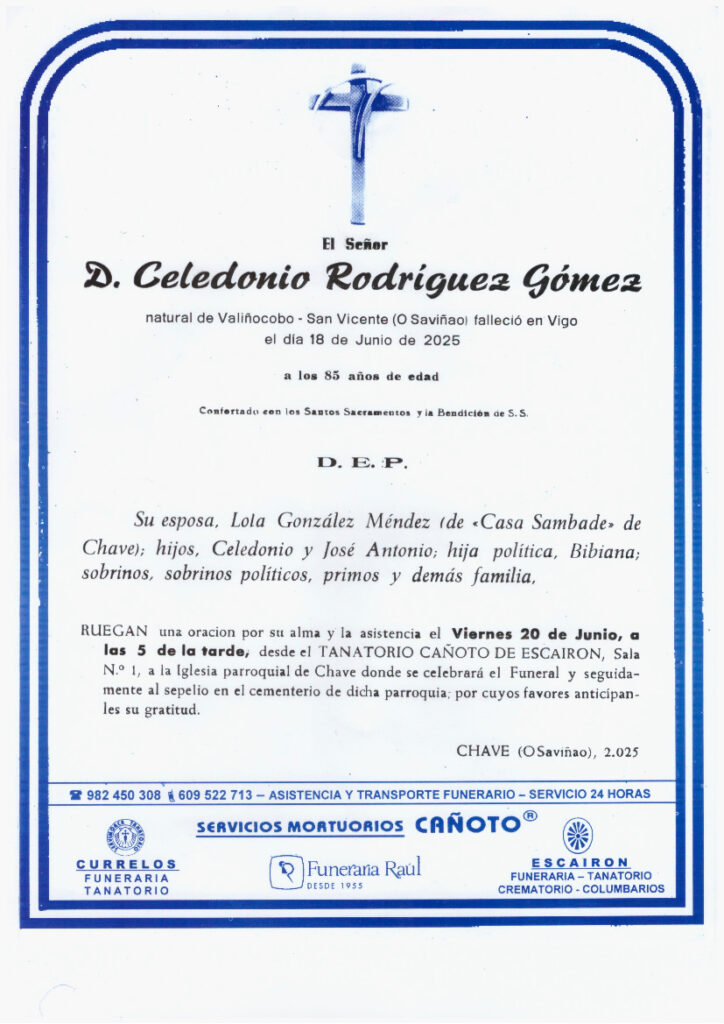 El Señor
D. Celedonio Rodríguez Gómez
natural de Valiñocobo - San Vicente (O Saviñao) falleció en Vigo
el día 18 de Junio de 2025
a los 85 años de edad
Confortado con los Santos Sacramentos y la Bendición de S. S.
D. E. P.
Su esposa, Lola González Méndez (de «Casa Sambade» de
Chave); hijos, Celedonio y José Antonio; hija política, Bibiana;
sobrinos, sobrinos políticos, primos y demás familia,
RUEGAN una oracion por su alma y la asistencia el Viernes 20 de Junio, a
las 5 de la tarde, desde el TANATORIO CAÑOTO DE ESCAIRON, Sala
N.º 1, a la Iglesia parroquial de Chave donde se celebrará el Funeral y seguida-
mente al sepelio en el cementerio de dicha parroquia; por cuyos favores anticipan-
les su gratitud.
CHAVE (O Saviñao), 2.025
☎ 982 450 308 609 522 713 – ASISTENCIA Y TRANSPORTE FUNERARIO – SERVICIO 24 HORAS
SERVICIOS MORTUORIOS CAÑOTO®
CURRELOS
FUNERARIA
TANATORIO
Funeraria Raúl
DESDE 1955
ESCAIRON
FUNERARIA – TANATORIO
CREMATORIO - COLUMBARIOS